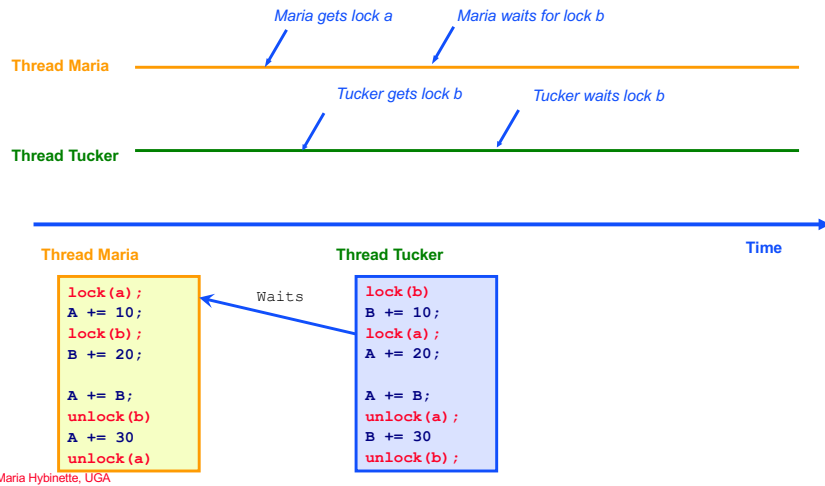 Maria gets lock a
Maria waits for lock b
Thread Maria
Tucker gets lock b
Tucker waits lock b
Thread Tucker
Time
Thread Maria
Thread Tucker
lock(a);
A += 10;
lock(b);
B += 20;
A += B;
unlock(b)
A += 30
unlock(a)
Waits
lock(b)
B += 10;
lock(a);
A += 20;
A += B;
unlock(a);
B += 30
unlock(b);
Maria Hybinette, UGA